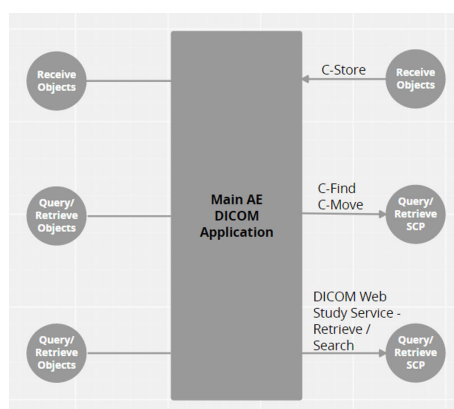 Receive
Objects
C-Store
Receive
Objects
Query/
Retrieve
Objects
Main AE
DICOM
Application
C-Find
C-Move
Query/
Retrieve
SCP
DICOM Web
Study Service -
Retrieve /
Search
Query/
Retrieve
Objects
Query/
Retrieve
SCP